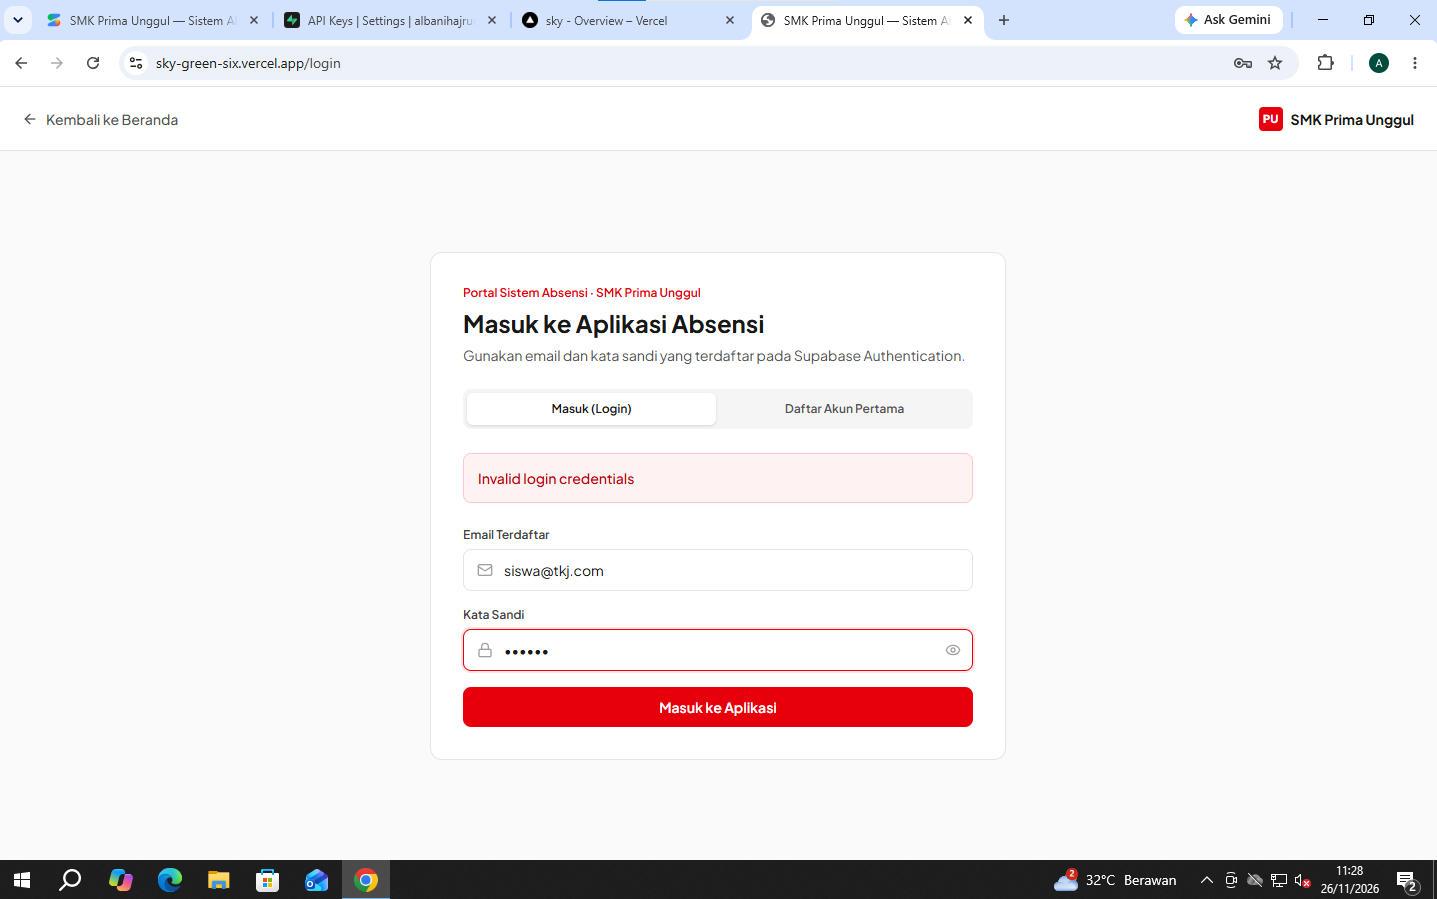 SMK Prima Unggul — Sistem A
API Keys | Settings | albanihajru
sky - Overview – Vercel
SMK Prima Unggul — Sistem A
Ask Gemini
sky-green-six.vercel.app/login
A
Kembali ke Beranda
PU SMK Prima Unggul
Portal Sistem Absensi · SMK Prima Unggul
Masuk ke Aplikasi Absensi
Gunakan email dan kata sandi yang terdaftar pada Supabase Authentication.
Masuk (Login)
Daftar Akun Pertama
Invalid login credentials
Email Terdaftar
siswa@tkj.com
Kata Sandi
••••••
Masuk ke Aplikasi
2
32°C Berawan
11:28
26/11/2026
2